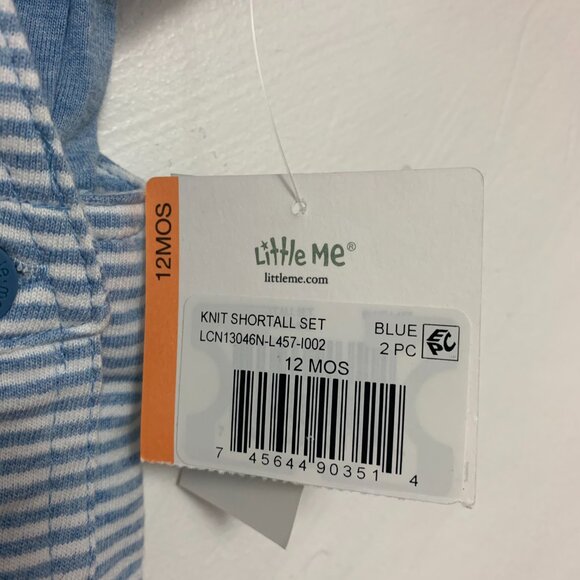 12MOS
Little Me®
littleme.com
KNIT SHORTALL SET
LCN13046N-L457-I002
BLUE
2 PC
EPC
12 MOS
7 45644 90351 4